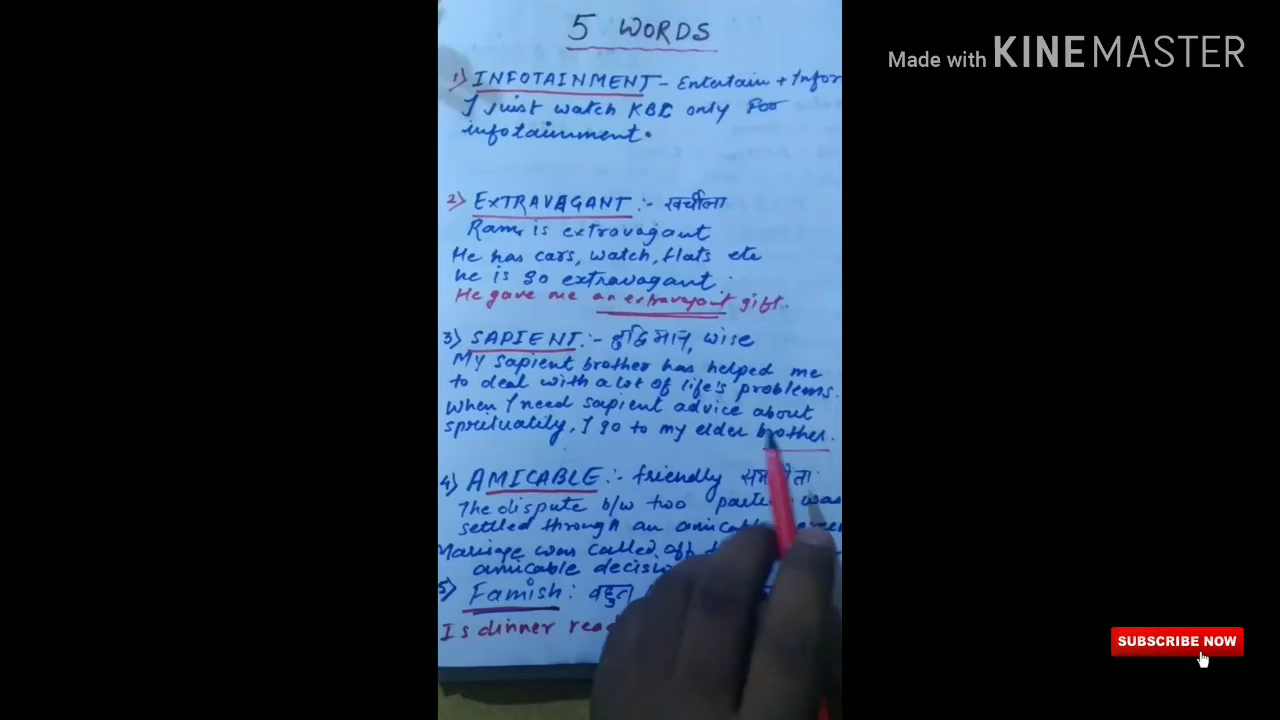 5 WORDS
Made with KINEMASTER
1) INFOTAINMENT - Entertain + Infor
I just watch KBC only for
infotainment.
2) EXTRAVAGANT :- खर्चीला
Ram is extravagant
He has cars, watch, flats etc
he is so extravagant.
He gave me an extravagant gift.
3) SAPIENT :- बुद्धिमान, wise
My sapient brother has helped me
to deal with a lot of life's problems.
When I need sapient advice about
sprituatily, I go to my elder brother.
4) AMICABLE :- friendly
The dispute b/w two was
settled through an amicable
Marriage was called off
amicable
5) Famish : बहुत
Is dinner
SUBSCRIBE NOW